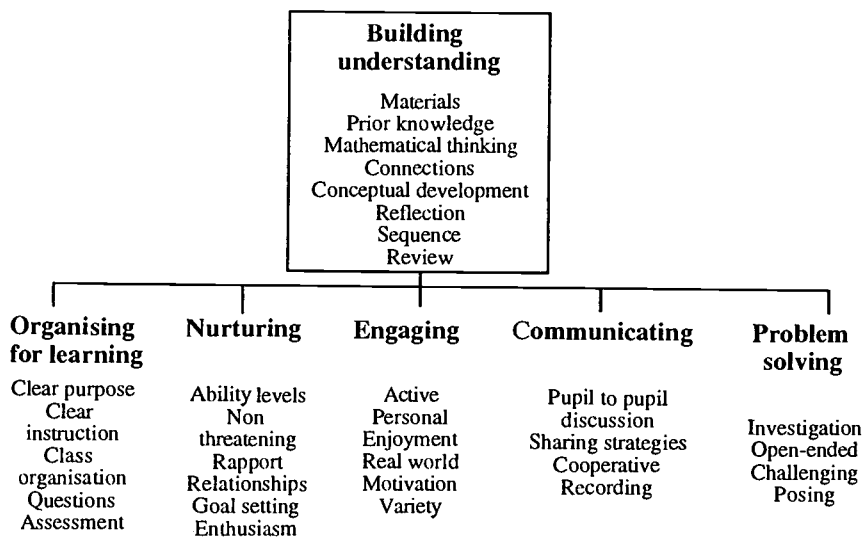 Building
understanding
Materials
Prior knowledge
Mathematical thinking
Connections
Conceptual development
Reflection
Sequence
Review
Organising
for learning
Clear purpose
Clear
instruction
Class
organisation
Questions
Assessment
Nurturing
Ability levels
Non
threatening
Rapport
Relationships
Goal setting
Enthusiasm
Engaging
Active
Personal
Enjoyment
Real world
Motivation
Variety
Communicating
Pupil to pupil
discussion
Sharing strategies
Cooperative
Recording
Problem
solving
Investigation
Open-ended
Challenging
Posing